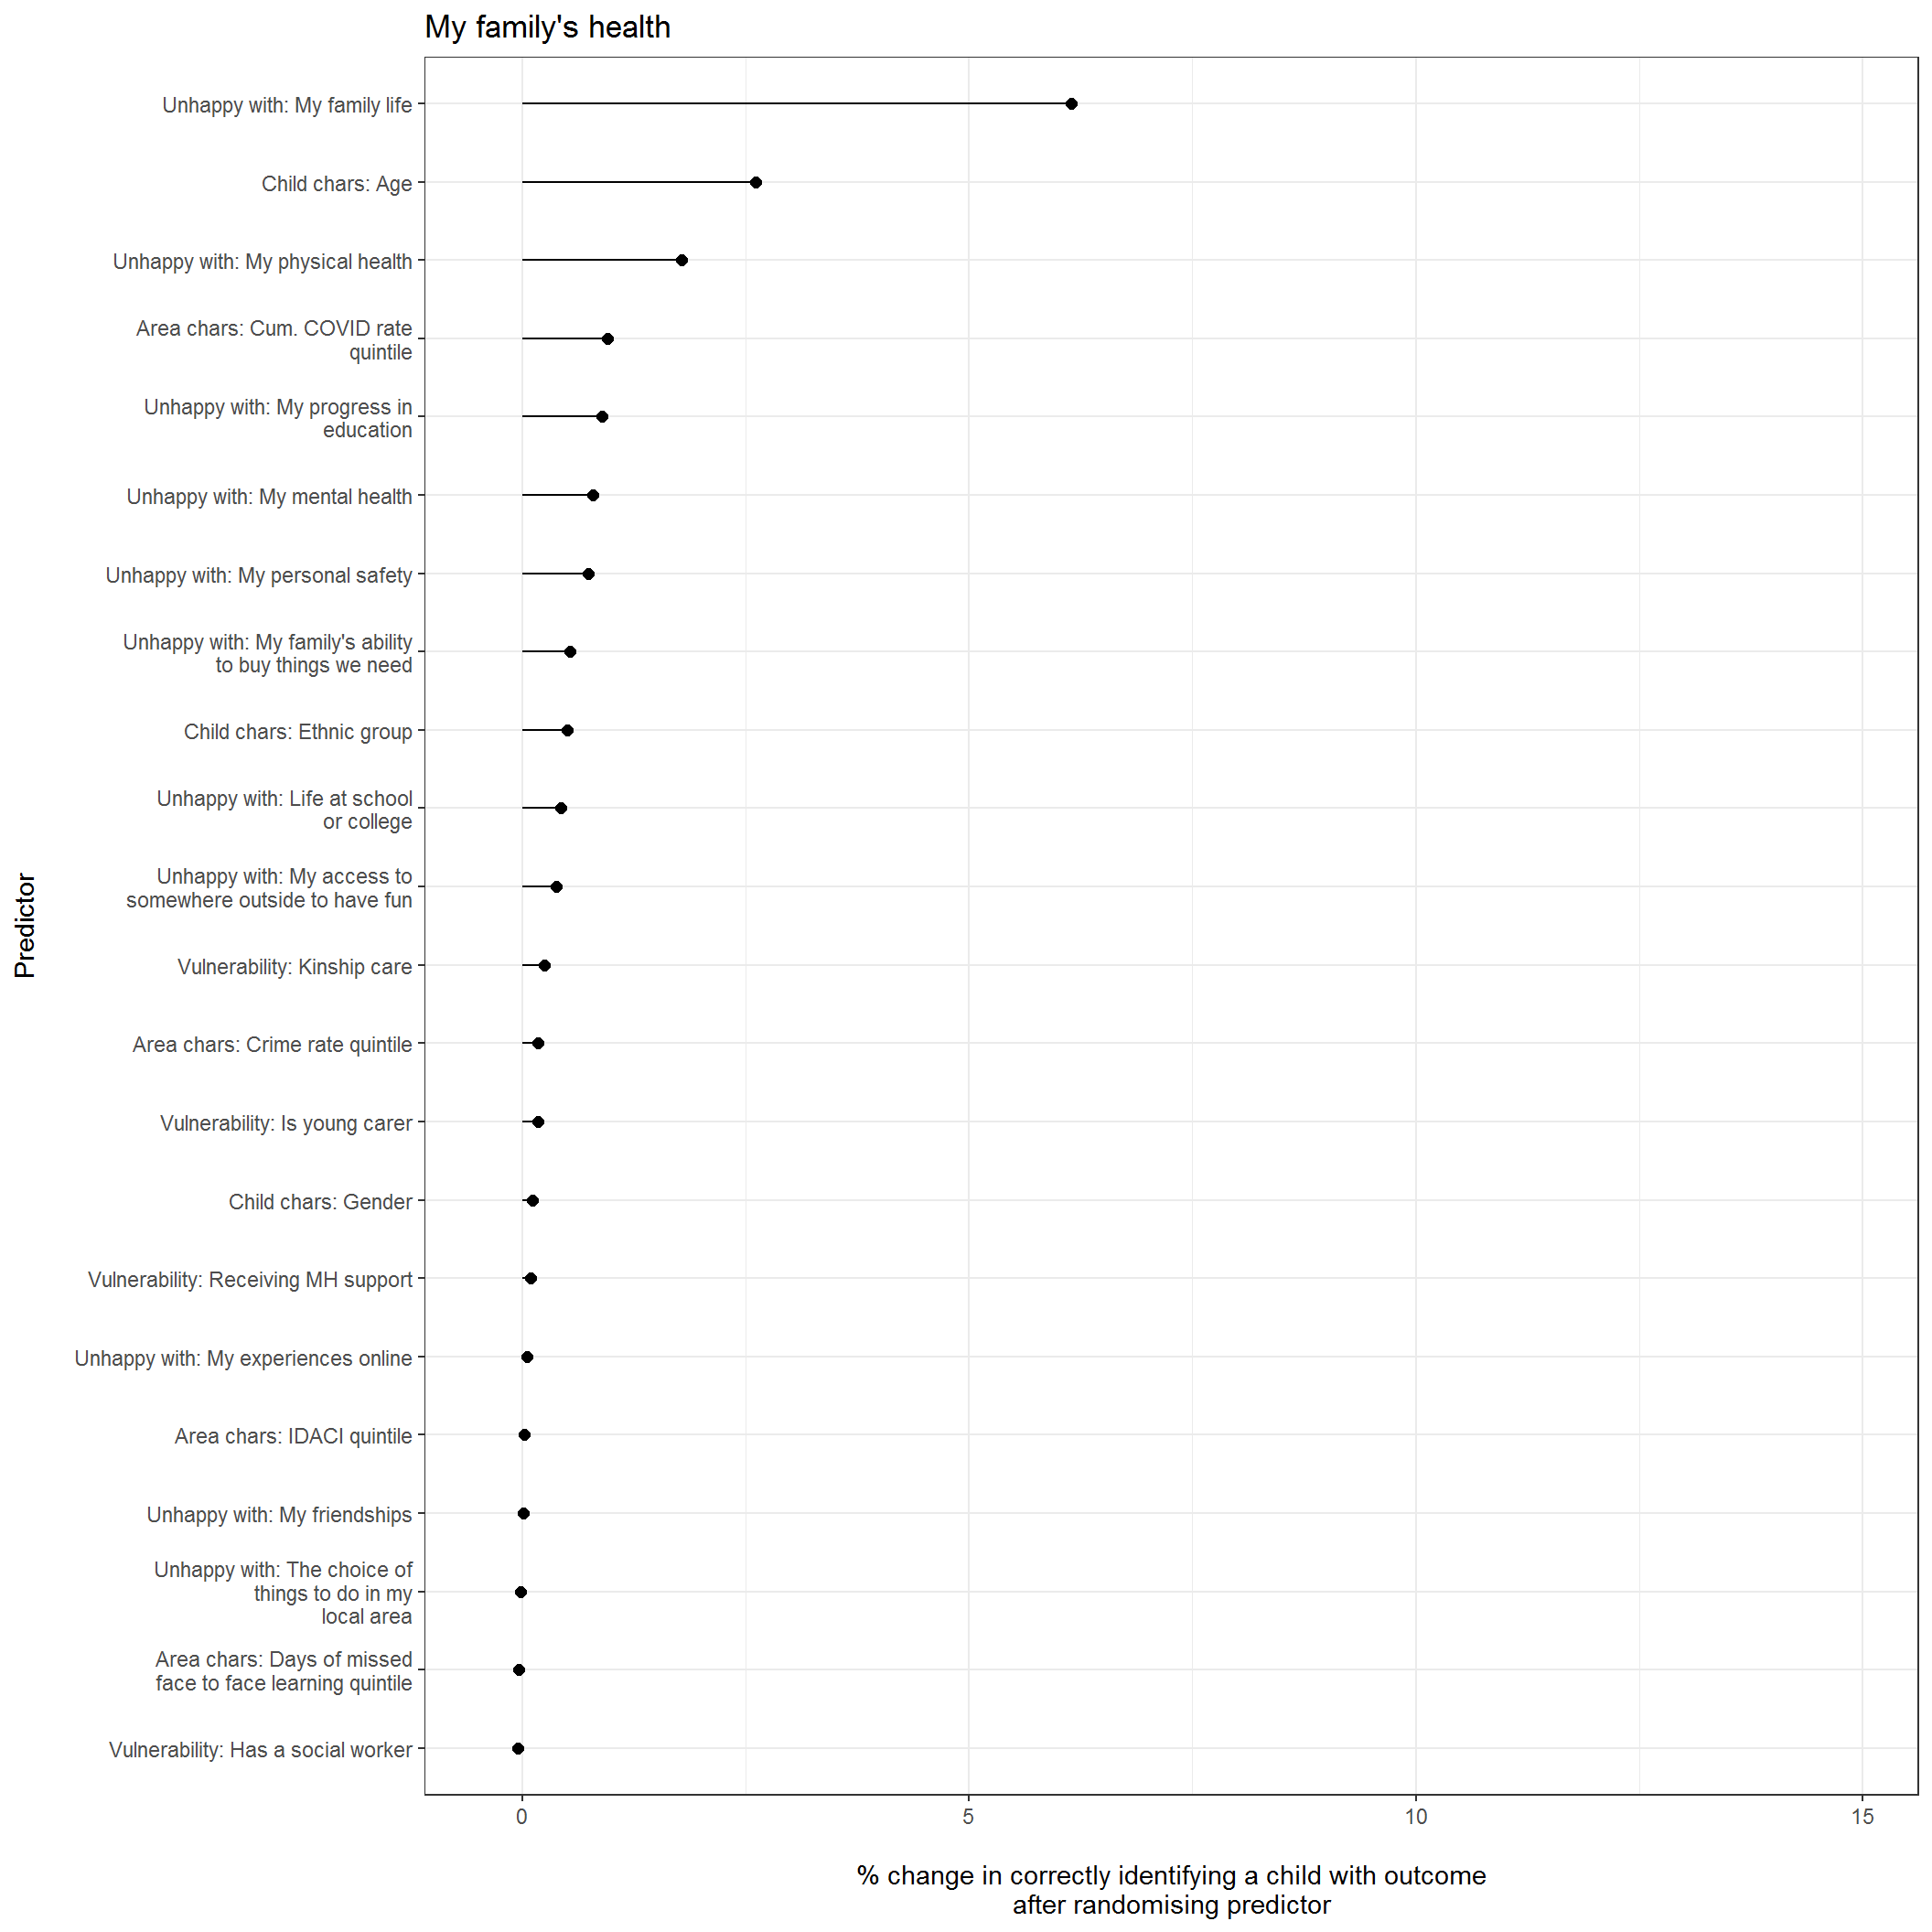 My family's health
Unhappy with: My family life
Child chars: Age
Unhappy with: My physical health
Area chars: Cum. COVID rate
quintile
Unhappy with: My progress in
education
Unhappy with: My mental health
Unhappy with: My personal safety
Unhappy with: My family's ability
to buy things we need
Child chars: Ethnic group
Unhappy with: Life at school
or college
Unhappy with: My access to
somewhere outside to have fun
Vulnerability: Kinship care
Area chars: Crime rate quintile
Vulnerability: Is young carer
Child chars: Gender
Vulnerability: Receiving MH support
Unhappy with: My experiences online
Area chars: IDACI quintile
Unhappy with: My friendships
Unhappy with: The choice of
things to do in my
local area
Area chars: Days of missed
face to face learning quintile
Vulnerability: Has a social worker
Predictor
0 5 10 15
% change in correctly identifying a child with outcome
after randomising predictor